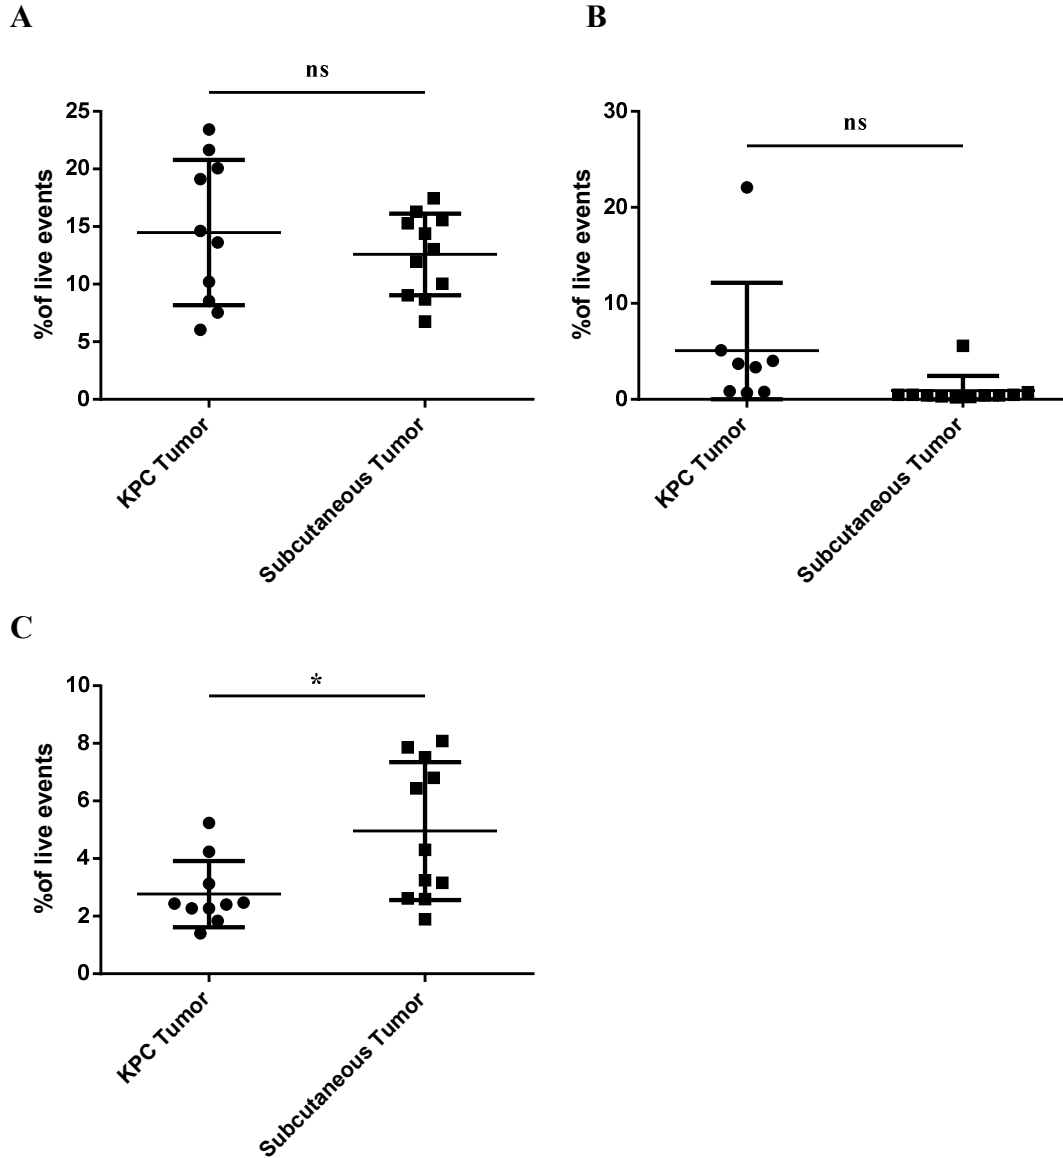 A
ns
25
20
15
10
5
0
%of live events
KPC Tumor
Subcutaneous Tumor
B
ns
30
20
10
0
%of live events
KPC Tumor
Subcutaneous Tumor
C
*
10
8
6
4
2
0
%of live events
KPC Tumor
Subcutaneous Tumor